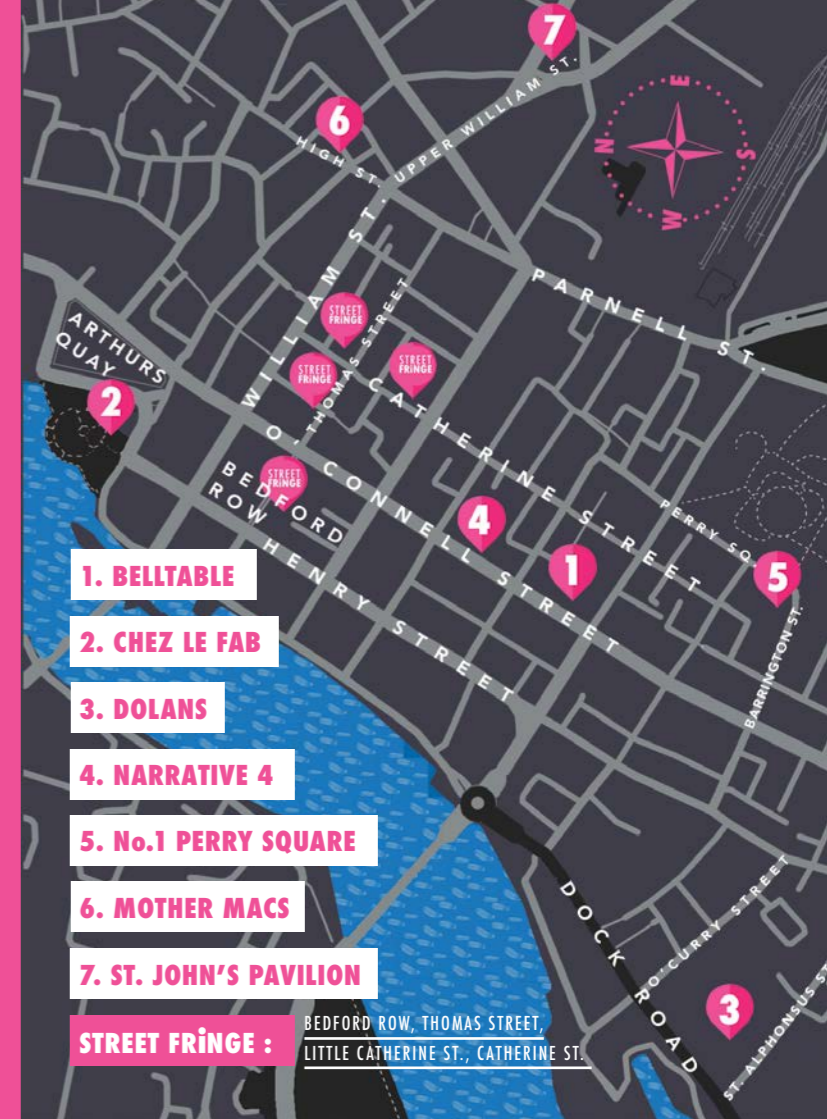 7
E
N
S
W
6
HIGH ST.
UPPER WILLIAM ST.
WILLIAM ST.
PARNELL ST.
STREET
FRiNGE
THOMAS STREET
STREET
FRiNGE
STREET
FRiNGE
ARTHURS
QUAY
2
CATHERINE STREET
O'CONNELL STREET
BEDFORD
ROW
STREET
FRiNGE
HENRY STREET
4
1
PERRY SQ.
5
BARRINGTON ST.
1. BELLTABLE
2. CHEZ LE FAB
3. DOLANS
4. NARRATIVE 4
5. No.1 PERRY SQUARE
6. MOTHER MACS
7. ST. JOHN'S PAVILION
STREET FRiNGE :
BEDFORD ROW, THOMAS STREET,
LITTLE CATHERINE ST., CATHERINE ST.
DOCK ROAD
O'CURRY STREET
3
ST. ALPHONSUS ST